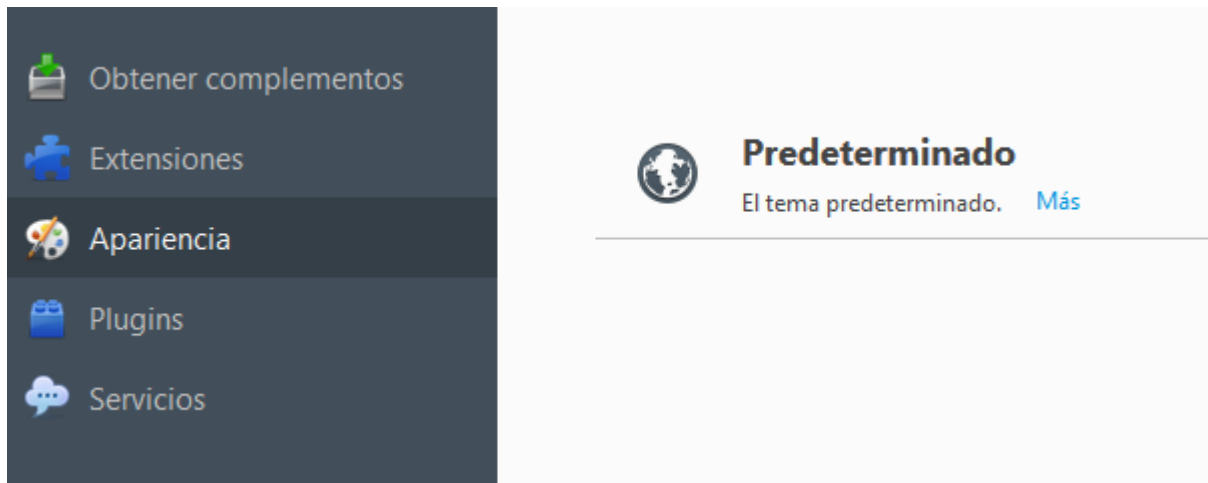 Obtener complementos
Extensiones
Apariencia
Plugins
Servicios
Predeterminado
El tema predeterminado. Más